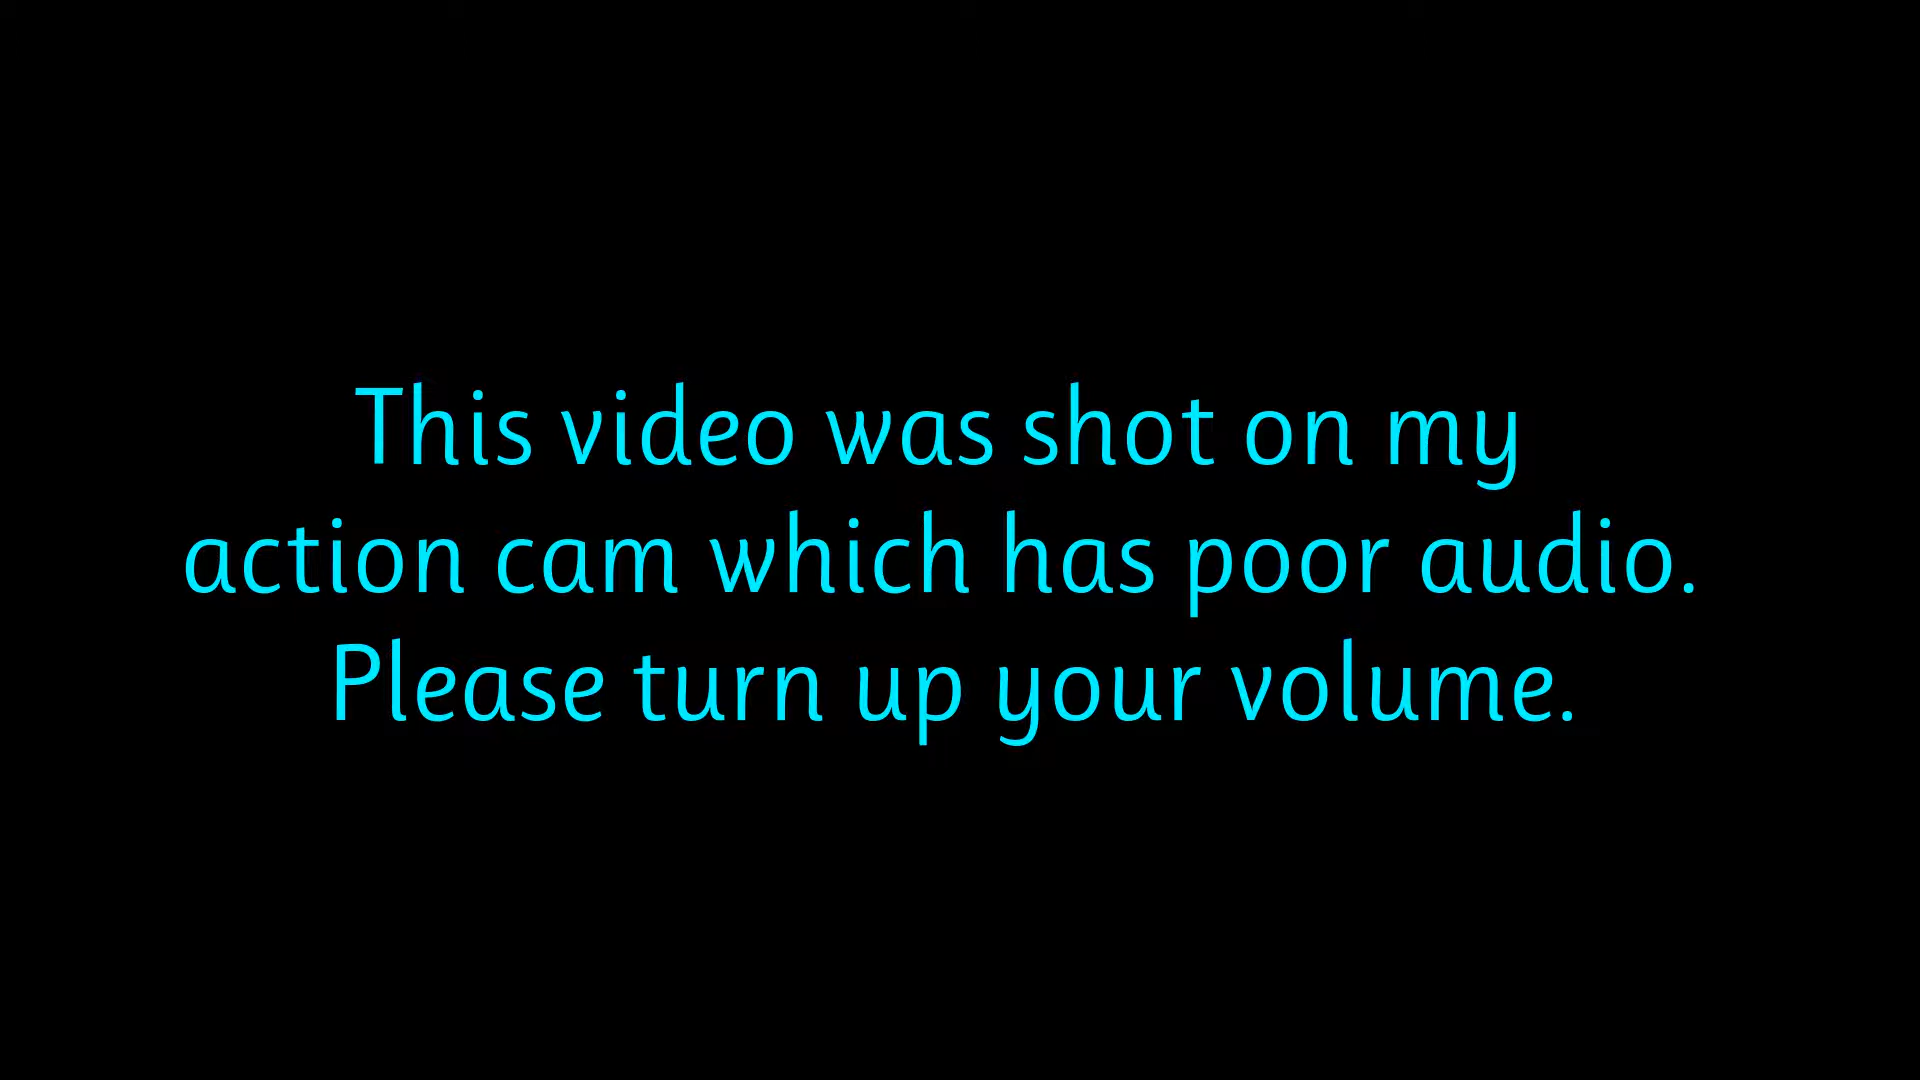 This video was shot on my
action cam which has poor audio.
Please turn up your volume.